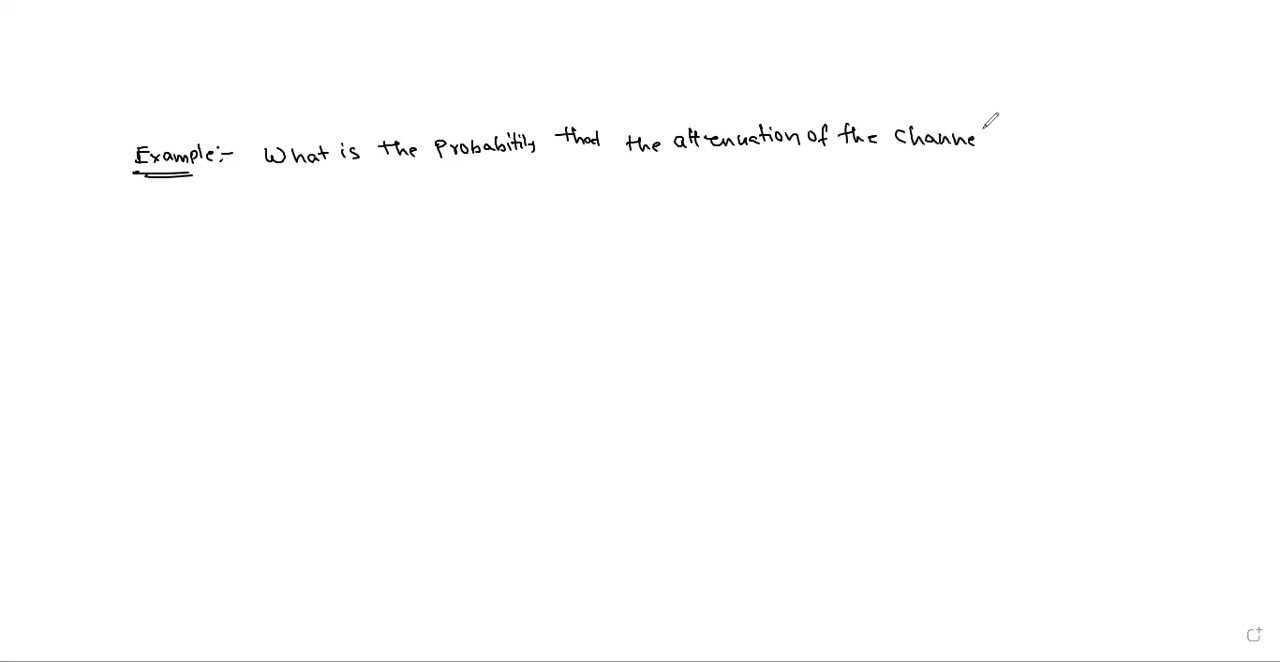 Example:- What is the Probability that the attenuation of the channe